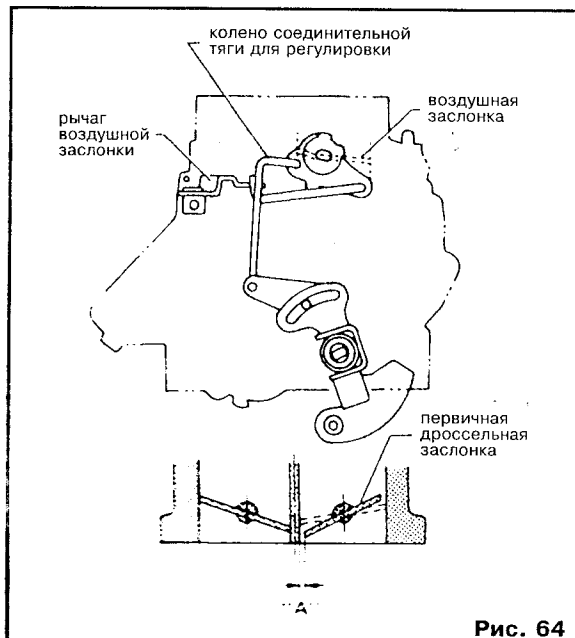 колено соединительной
тяги для регулировки
воздушная
заслонка
рычаг
воздушной
заслонки
первичная
дроссельная
заслонка
"A"
Рис. 64